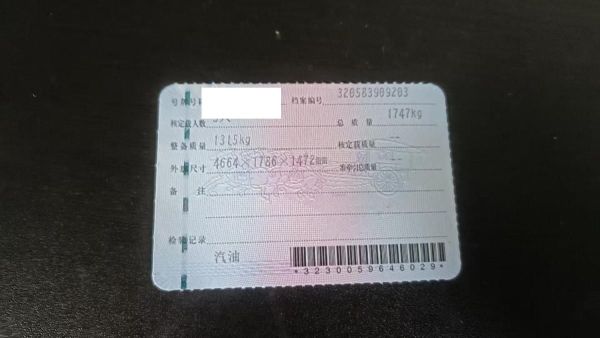 号牌号码 档案编号 320583909203
核定载人数 5人 总质量 1747kg
整备质量 1315kg 核定载质量 --
外廓尺寸 4664×1786×1472mm 准牵引总质量 --
备注
检验记录
汽油
*3230059646029*